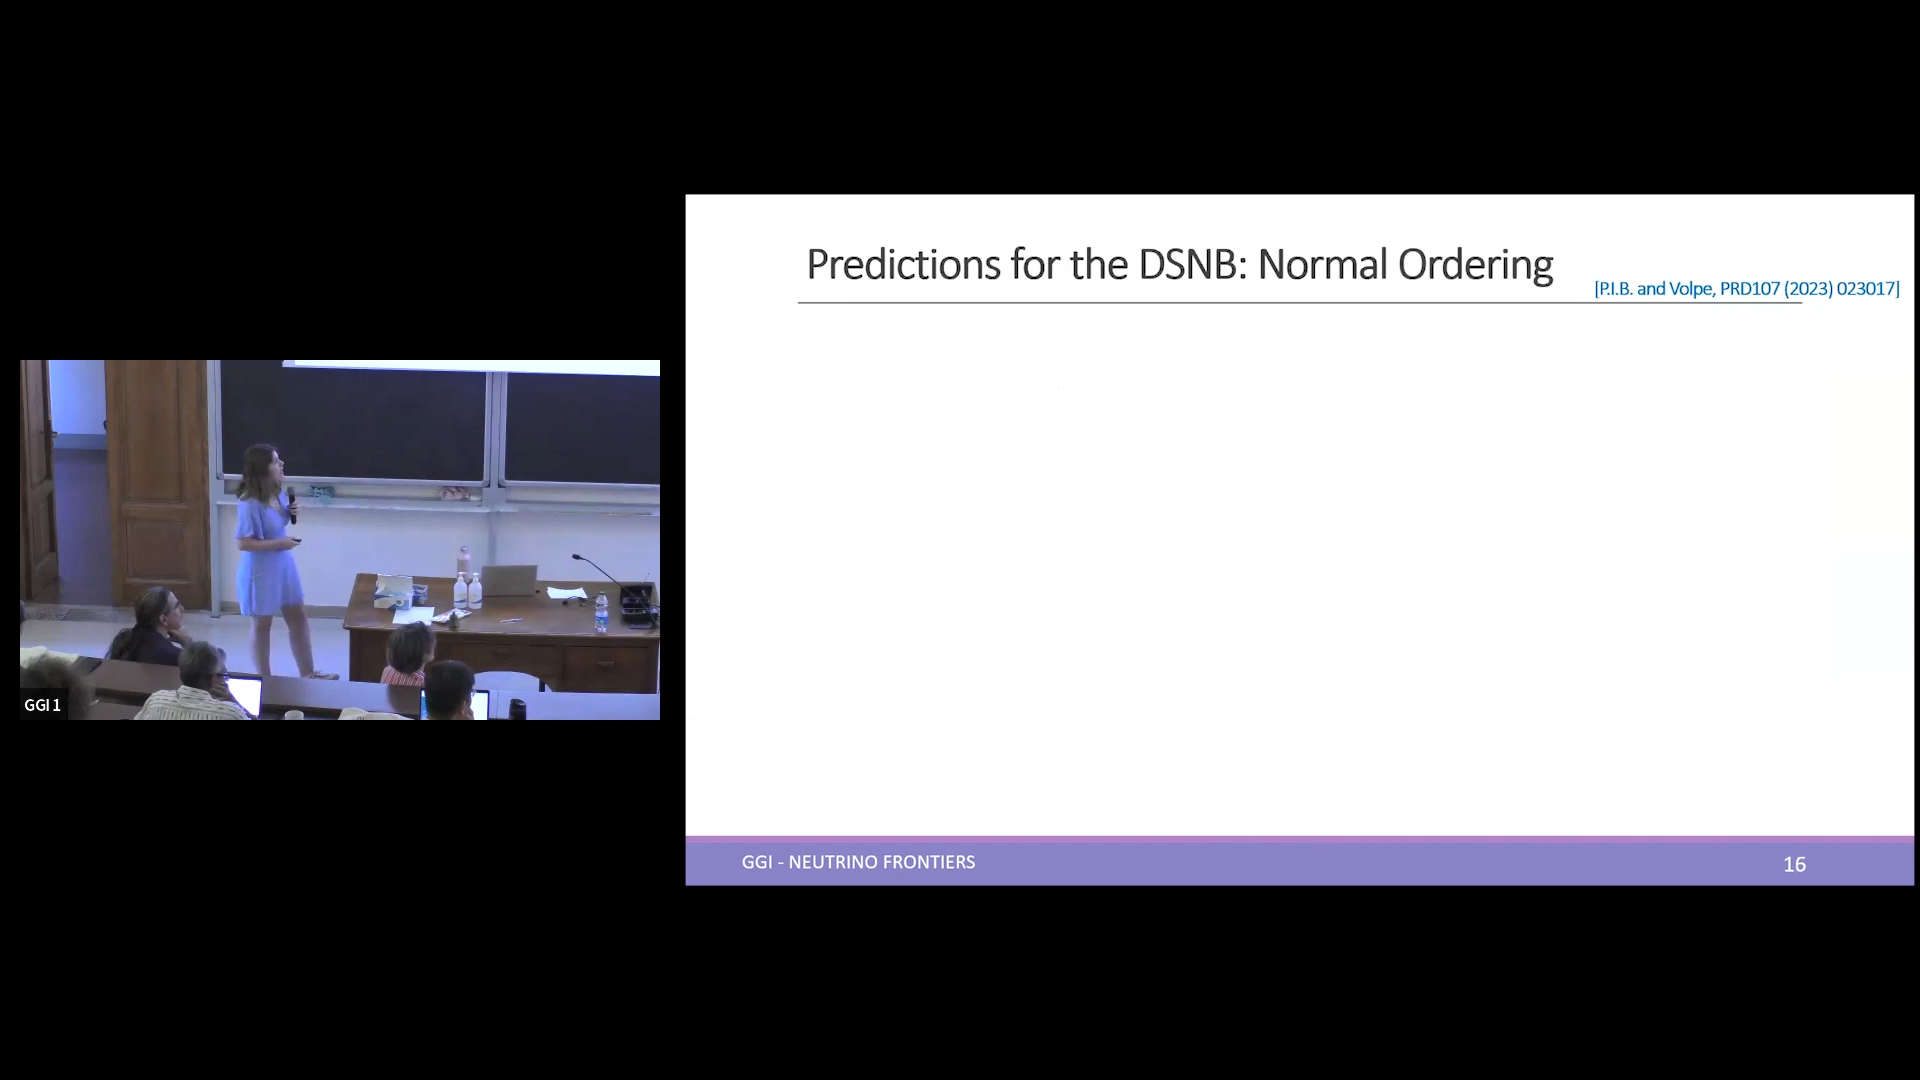 Predictions for the DSNB: Normal Ordering
[P.I.B. and Volpe, PRD107 (2023) 023017]
GGI 1
GGI - NEUTRINO FRONTIERS
16